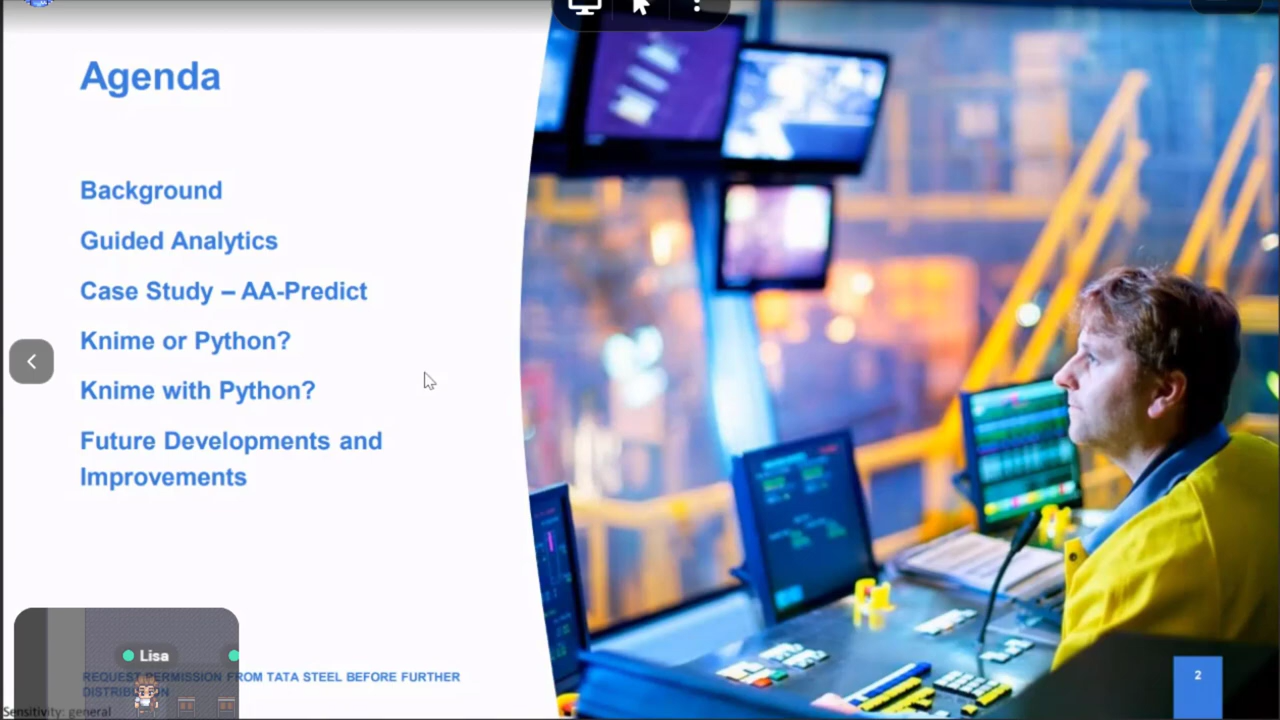 Agenda
Background
Guided Analytics
Case Study – AA-Predict
Knime or Python?
Knime with Python?
Future Developments and
Improvements
Lisa
REQUEST PERMISSION FROM TATA STEEL BEFORE FURTHER
DISTRIBUTION
Sensitivity: general
2